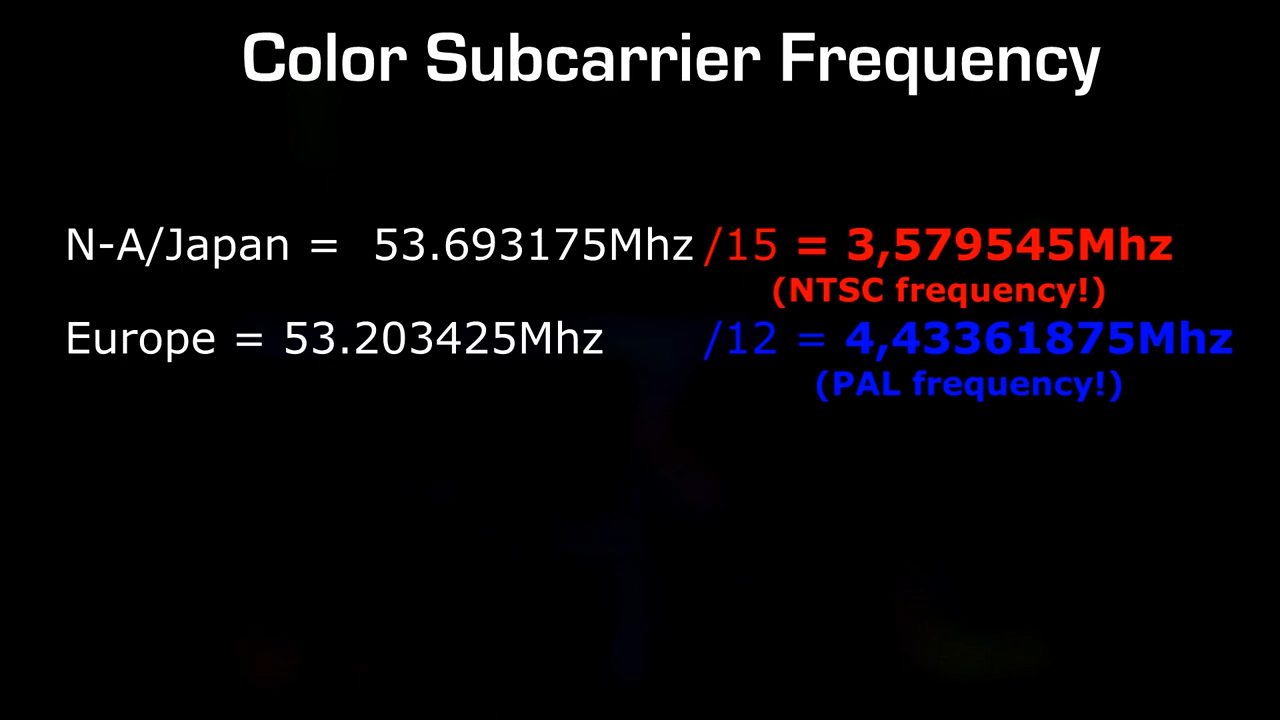 Color Subcarrier Frequency
N-A/Japan = 53.693175Mhz /15 = 3,579545Mhz
(NTSC frequency!)
Europe = 53.203425Mhz /12 = 4,43361875Mhz
(PAL frequency!)